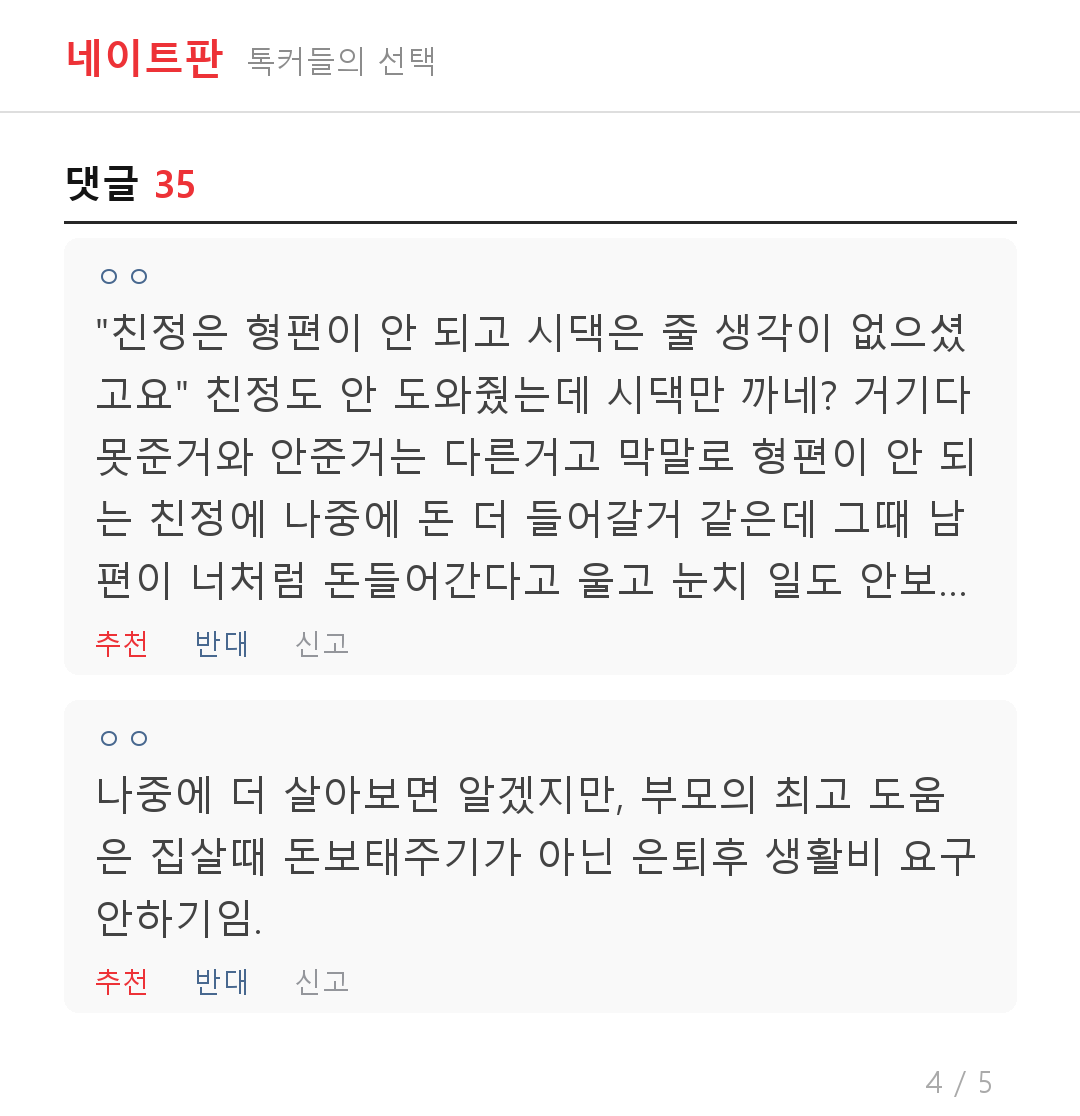 네이트판 톡커들의 선택
댓글 35
ㅇㅇ
"친정은 형편이 안 되고 시댁은 줄 생각이 없으셨
고요" 친정도 안 도와줬는데 시댁만 까네? 거기다
못준거와 안준거는 다른거고 막말로 형편이 안 되
는 친정에 나중에 돈 더 들어갈거 같은데 그때 남
편이 너처럼 돈들어간다고 울고 눈치 일도 안보...
추천 반대 신고
ㅇㅇ
나중에 더 살아보면 알겠지만, 부모의 최고 도움
은 집살때 돈보태주기가 아닌 은퇴후 생활비 요구
안하기임.
추천 반대 신고
4 / 5